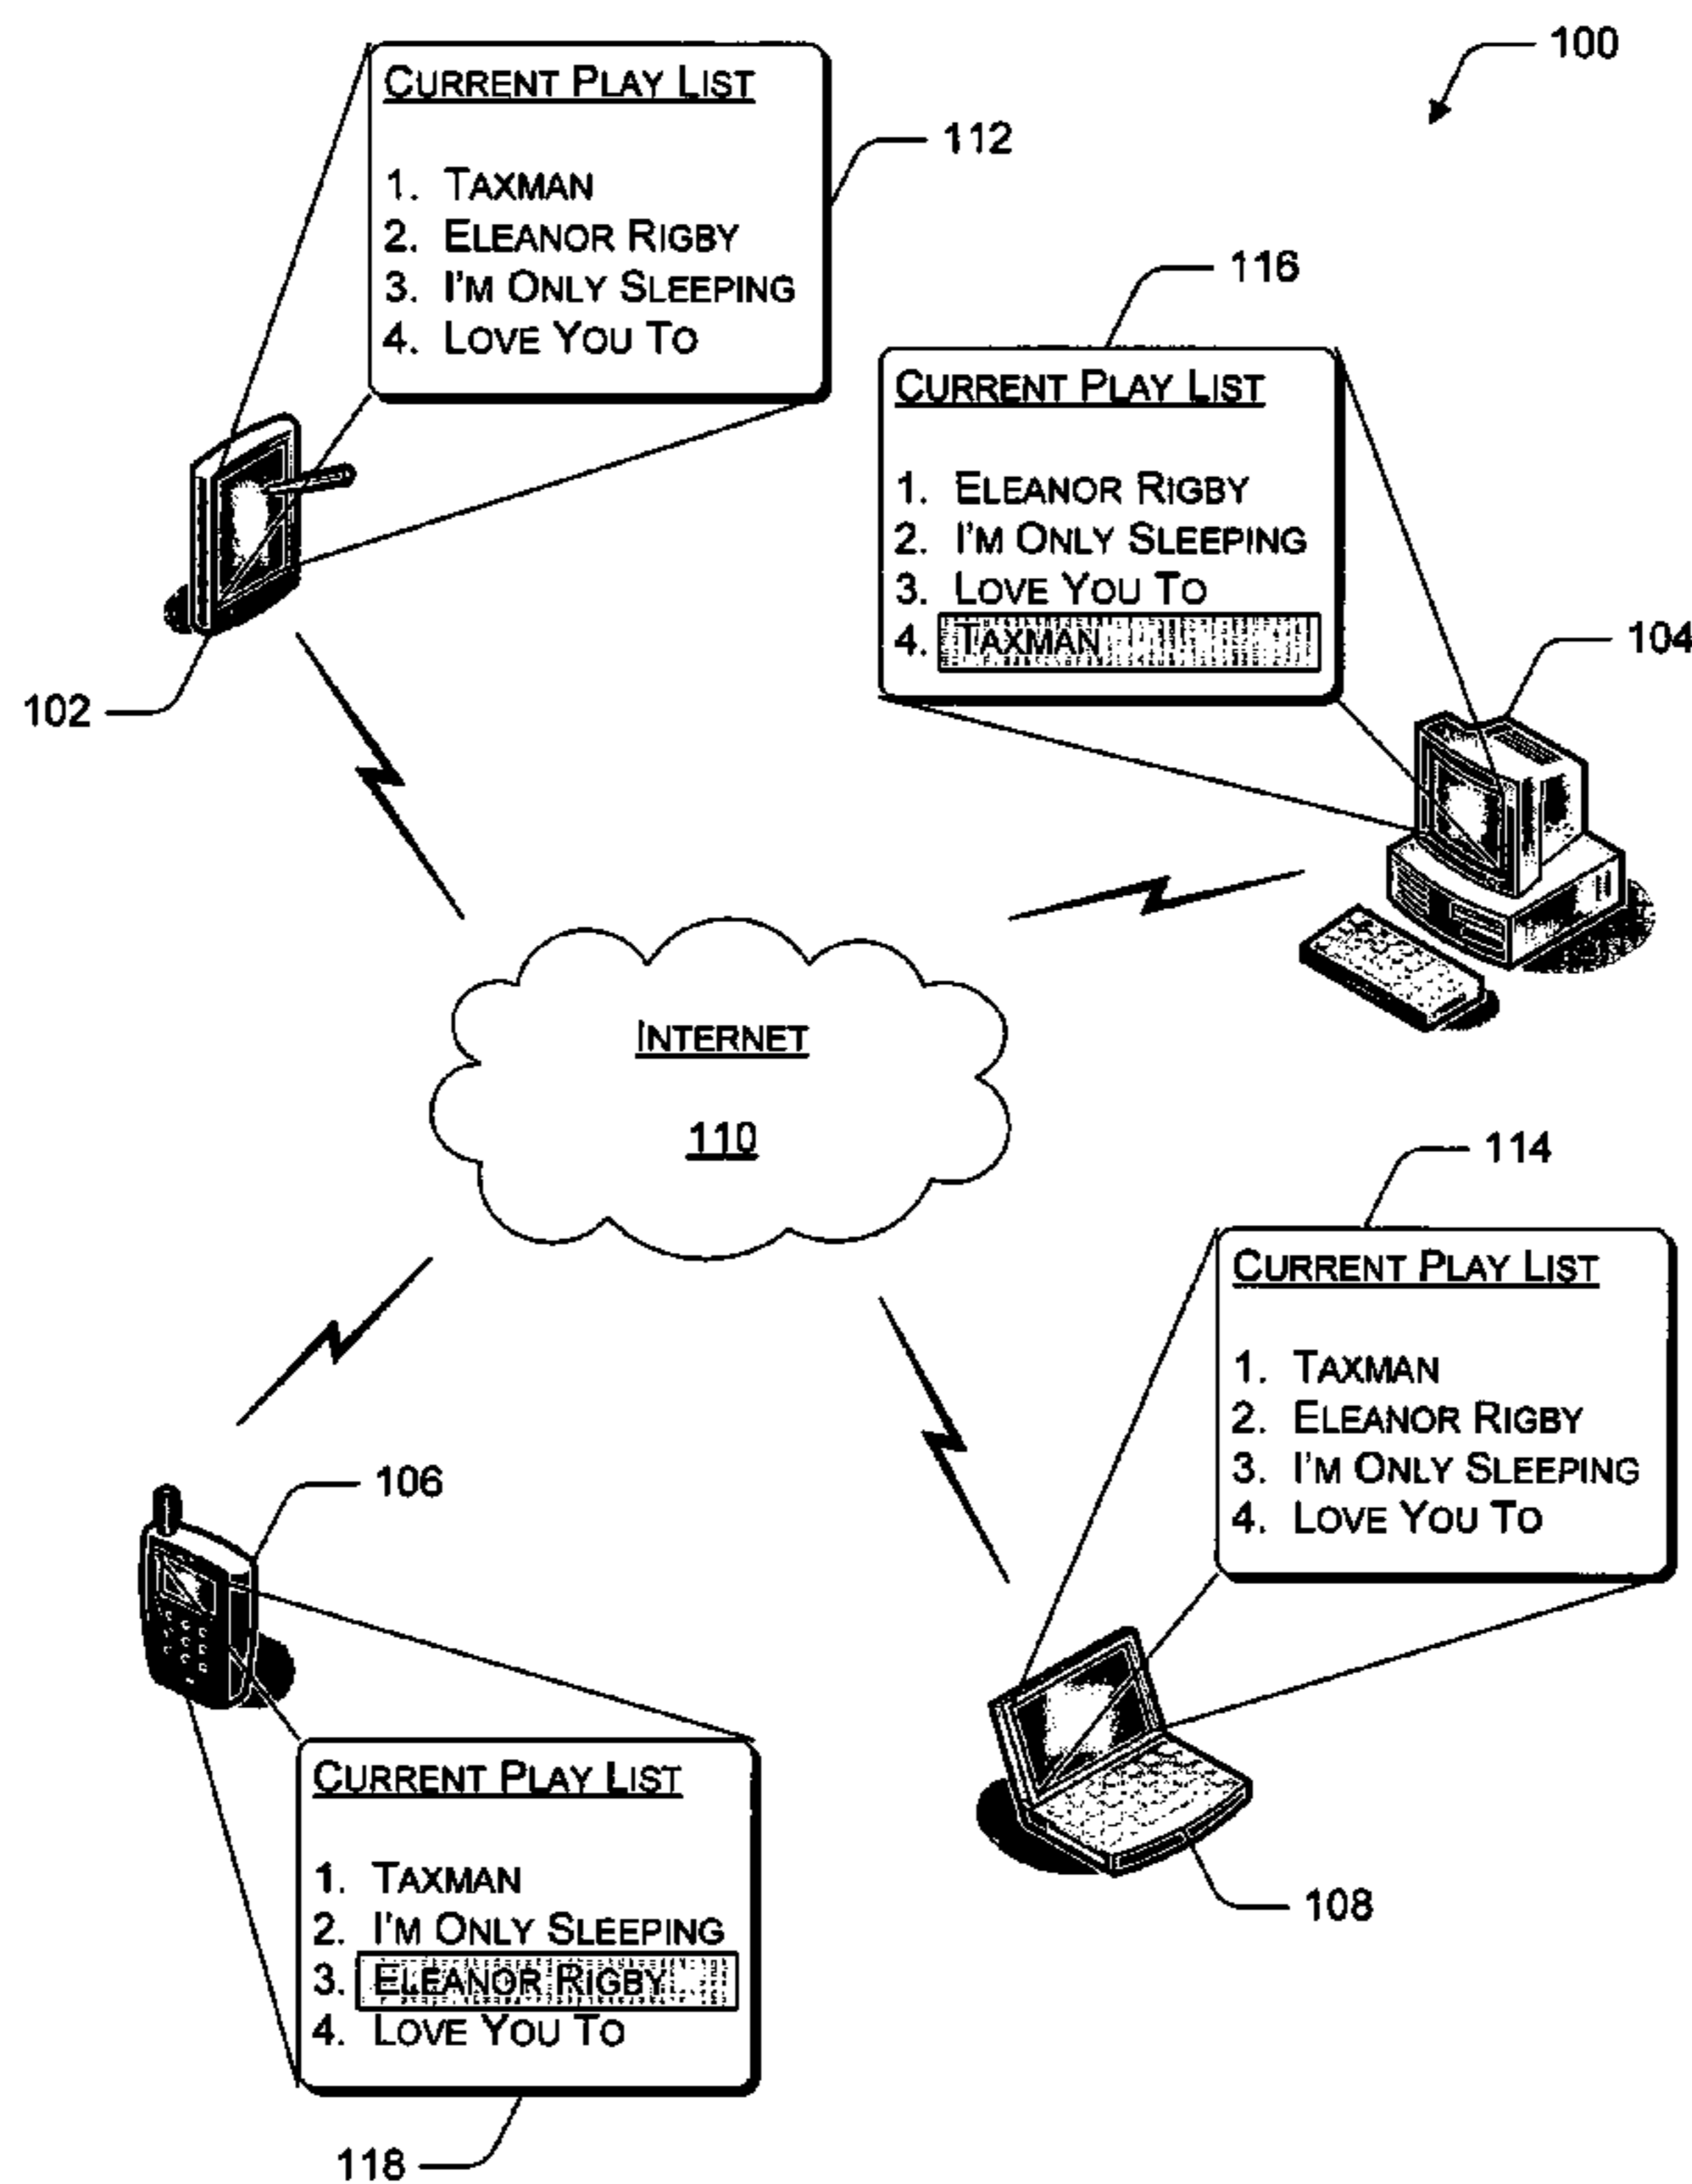 100
CURRENT PLAY LIST
1. TAXMAN
2. ELEANOR RIGBY
3. I'M ONLY SLEEPING
4. LOVE YOU TO
112
116
CURRENT PLAY LIST
1. ELEANOR RIGBY
2. I'M ONLY SLEEPING
3. LOVE YOU TO
4. TAXMAN
104
102
INTERNET
110
114
CURRENT PLAY LIST
1. TAXMAN
2. ELEANOR RIGBY
3. I'M ONLY SLEEPING
4. LOVE YOU TO
106
108
CURRENT PLAY LIST
1. TAXMAN
2. I'M ONLY SLEEPING
3. ELEANOR RIGBY
4. LOVE YOU TO
118